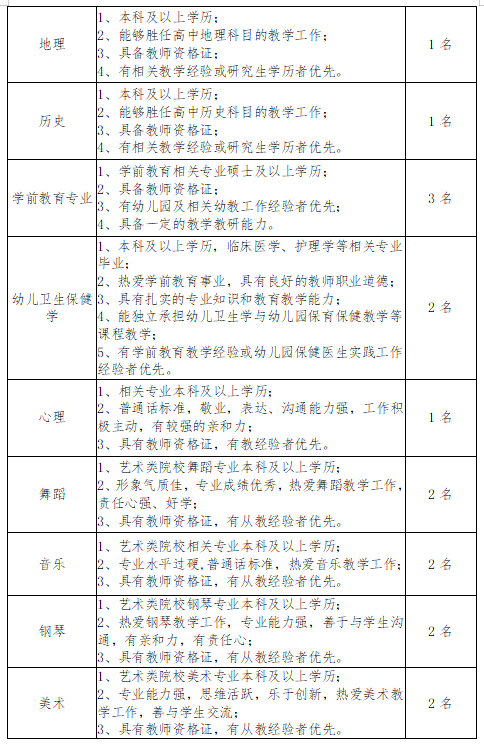 地理
1、本科及以上学历;
2、能够胜任高中地理科目的教学工作;
3、具备教师资格证;
4、有相关教学经验或研究生学历者优先。
1 名
历史
1、本科及以上学历;
2、能够胜任高中历史科目的教学工作;
3、具备教师资格证;
4、有相关教学经验或研究生学历者优先。
1 名
学前教育专业
1、学前教育相关专业硕士及以上学历;
2、具备教师资格证;
3、有幼儿园及相关幼教工作经验者优先;
4、具备一定的教学教研能力。
3 名
幼儿卫生保健
学
1、本科及以上学历，临床医学、护理学等相关专业
毕业;
2、热爱学前教育事业，具有良好的教师职业道德;
3、具有扎实的专业知识和教育教学能力;
4、能独立承担幼儿卫生学与幼儿园保育保健教学等
课程教学;
5、有学前教育教学经验或幼儿园保健医生实践工作
经验者优先。
2 名
心理
1、相关专业本科及以上学历;
2、普通话标准，敬业，表达、沟通能力强，工作积
极主动，有较强的亲和力;
3、具有教师资格证，有教经验者优先。
1 名
舞蹈
1、艺术类院校舞蹈专业本科及以上学历;
2、形象气质佳，专业成绩优秀，热爱舞蹈教学工作，
责任心强、好学;
3、具有教师资格证，有从教经验者优先。
2 名
音乐
1、艺术类院校相关专业本科及以上学历;
2、专业水平过硬,普通话标准，热爱音乐教学工作;
3、具有教师资格证，有从教经验者优先。
2 名
钢琴
1、艺术类院校钢琴专业本科及以上学历;
2、热爱钢琴教学工作，专业能力强，善于与学生沟
通，有亲和力，有责任心;
3、具有教师资格证，有从教经验者优先。
2 名
美术
1、艺术类院校美术专业本科及以上学历;
2、专业能力强，思维活跃，乐于创新，热爱美术教
学工作，善与学生交流;
3、具有教师资格证，有从教经验者优先。
2 名